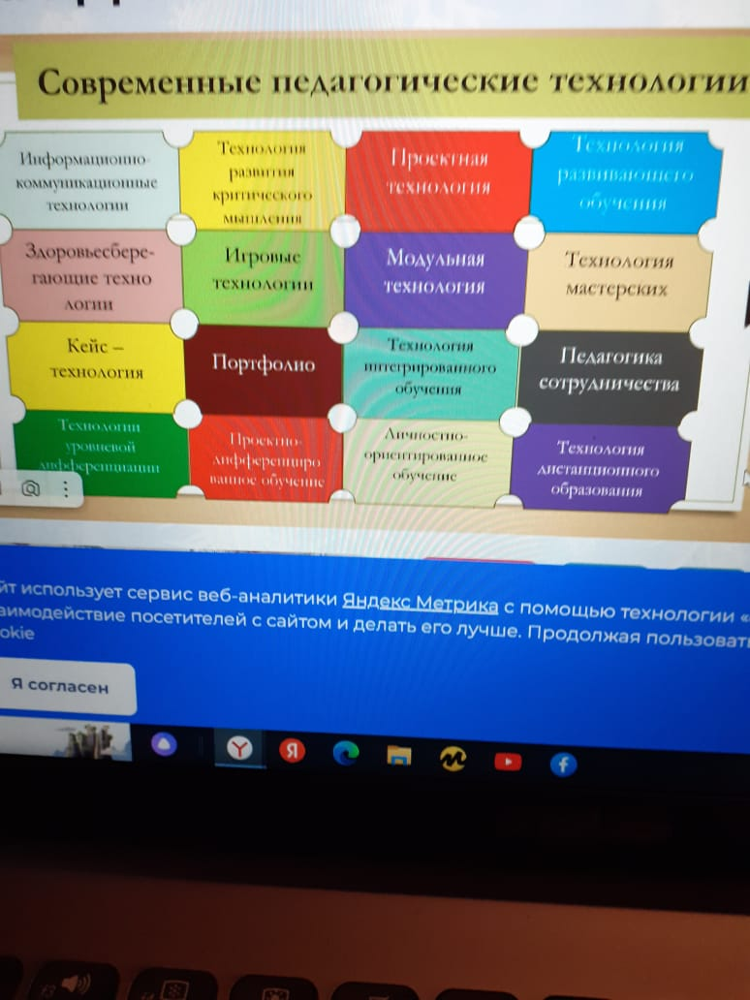 Современные педагогические технологии
Информационно-
коммуникационные
технологии
Технология
развития
критического
мышления
Проектная
технология
Технология
развивающего
обучения
Здоровьесбере-
гающие техно
логии
Игровые
технологии
Модульная
технология
Технология
мастерских
Кейс –
технология
Портфолио
Технология
интегрированного
обучения
Педагогика
сотрудничества
Технологии
уровневой
дифференциации
Проектно-
дифференциро
ванное обучение
Личностно-
ориентированное
обучение
Технология
дистанционного
образования
йт использует сервис веб-аналитики Яндекс Метрика с помощью технологии «
аимодействие посетителей с сайтом и делать его лучше. Продолжая пользоват
okie
Я согласен
Я
f3
f4